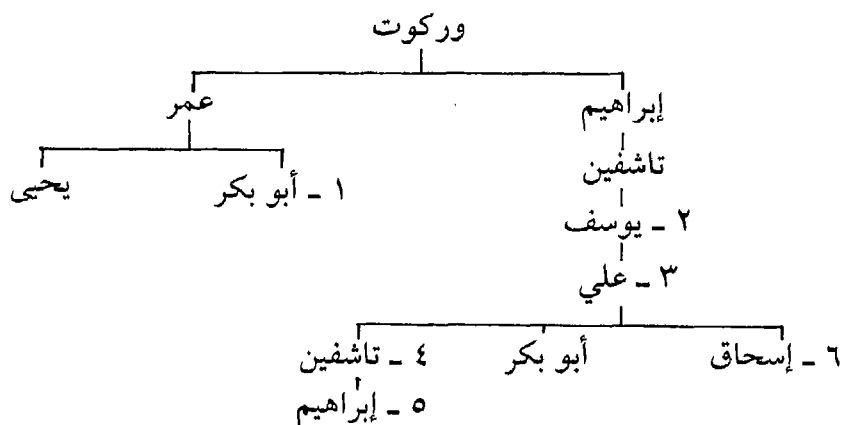 وركوت
إبراهيم عمر
تاشفين
١ ـ أبو بكر يحيى
٢ ـ يوسف
٣ ـ علي
٦ ـ إسحاق أبو بكر ٤ ـ تاشفين
٥ ـ إبراهيم